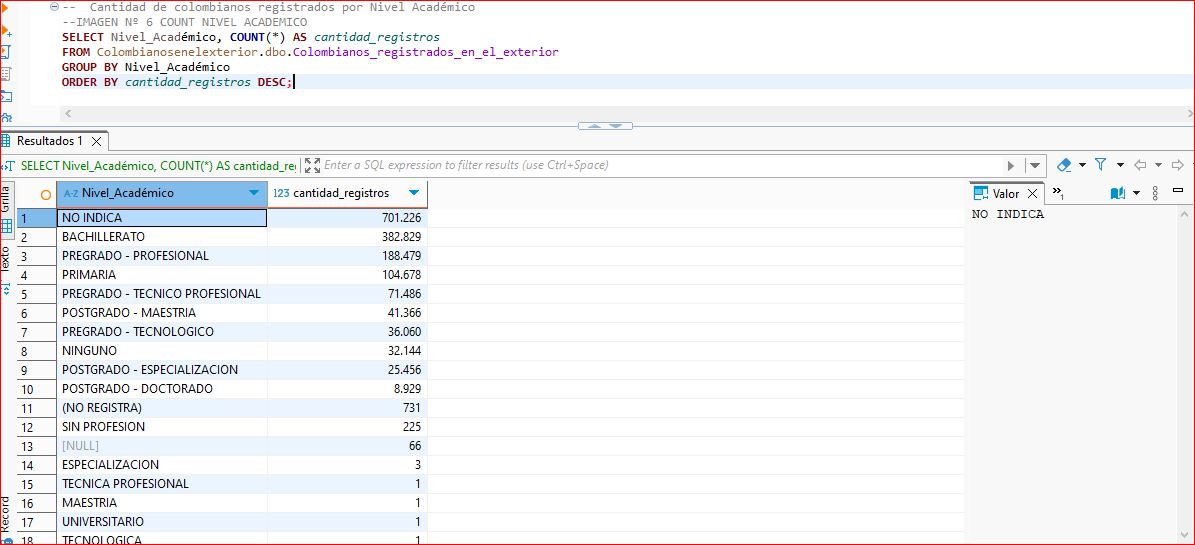 --  Cantidad de colombianos registrados por Nivel Académico
--IMAGEN Nº 6 COUNT NIVEL ACADEMICO
SELECT Nivel_Académico, COUNT(*) AS cantidad_registros
FROM Colombianosenelexterior.dbo.Colombianos_registrados_en_el_exterior
GROUP BY Nivel_Académico
ORDER BY cantidad_registros DESC;
Resultados 1
SELECT Nivel_Académico, COUNT(*) AS cantidad_re
Enter a SQL expression to filter results (use Ctrl+Space)
Grilla
Texto
Record
A-Z Nivel_Académico 123 cantidad_registros
1 NO INDICA 701.226
2 BACHILLERATO 382.829
3 PREGRADO - PROFESIONAL 188.479
4 PRIMARIA 104.678
5 PREGRADO - TECNICO PROFESIONAL 71.486
6 POSTGRADO - MAESTRIA 41.366
7 PREGRADO - TECNOLOGICO 36.060
8 NINGUNO 32.144
9 POSTGRADO - ESPECIALIZACION 25.456
10 POSTGRADO - DOCTORADO 8.929
11 (NO REGISTRA) 731
12 SIN PROFESION 225
13 [NULL] 66
14 ESPECIALIZACION 3
15 TECNICA PROFESIONAL 1
16 MAESTRIA 1
17 UNIVERSITARIO 1
18 TECNOLOGICA 1
Valor
»1
NO INDICA